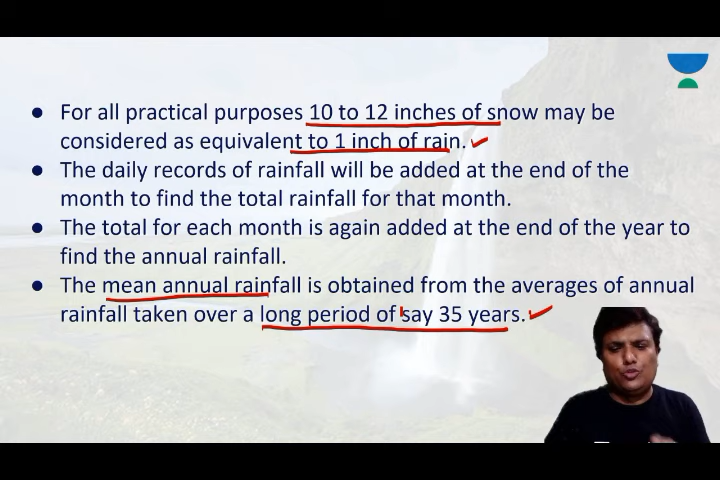 ● For all practical purposes 10 to 12 inches of snow may be
considered as equivalent to 1 inch of rain.
● The daily records of rainfall will be added at the end of the
month to find the total rainfall for that month.
● The total for each month is again added at the end of the year to
find the annual rainfall.
● The mean annual rainfall is obtained from the averages of annual
rainfall taken over a long period of say 35 years.